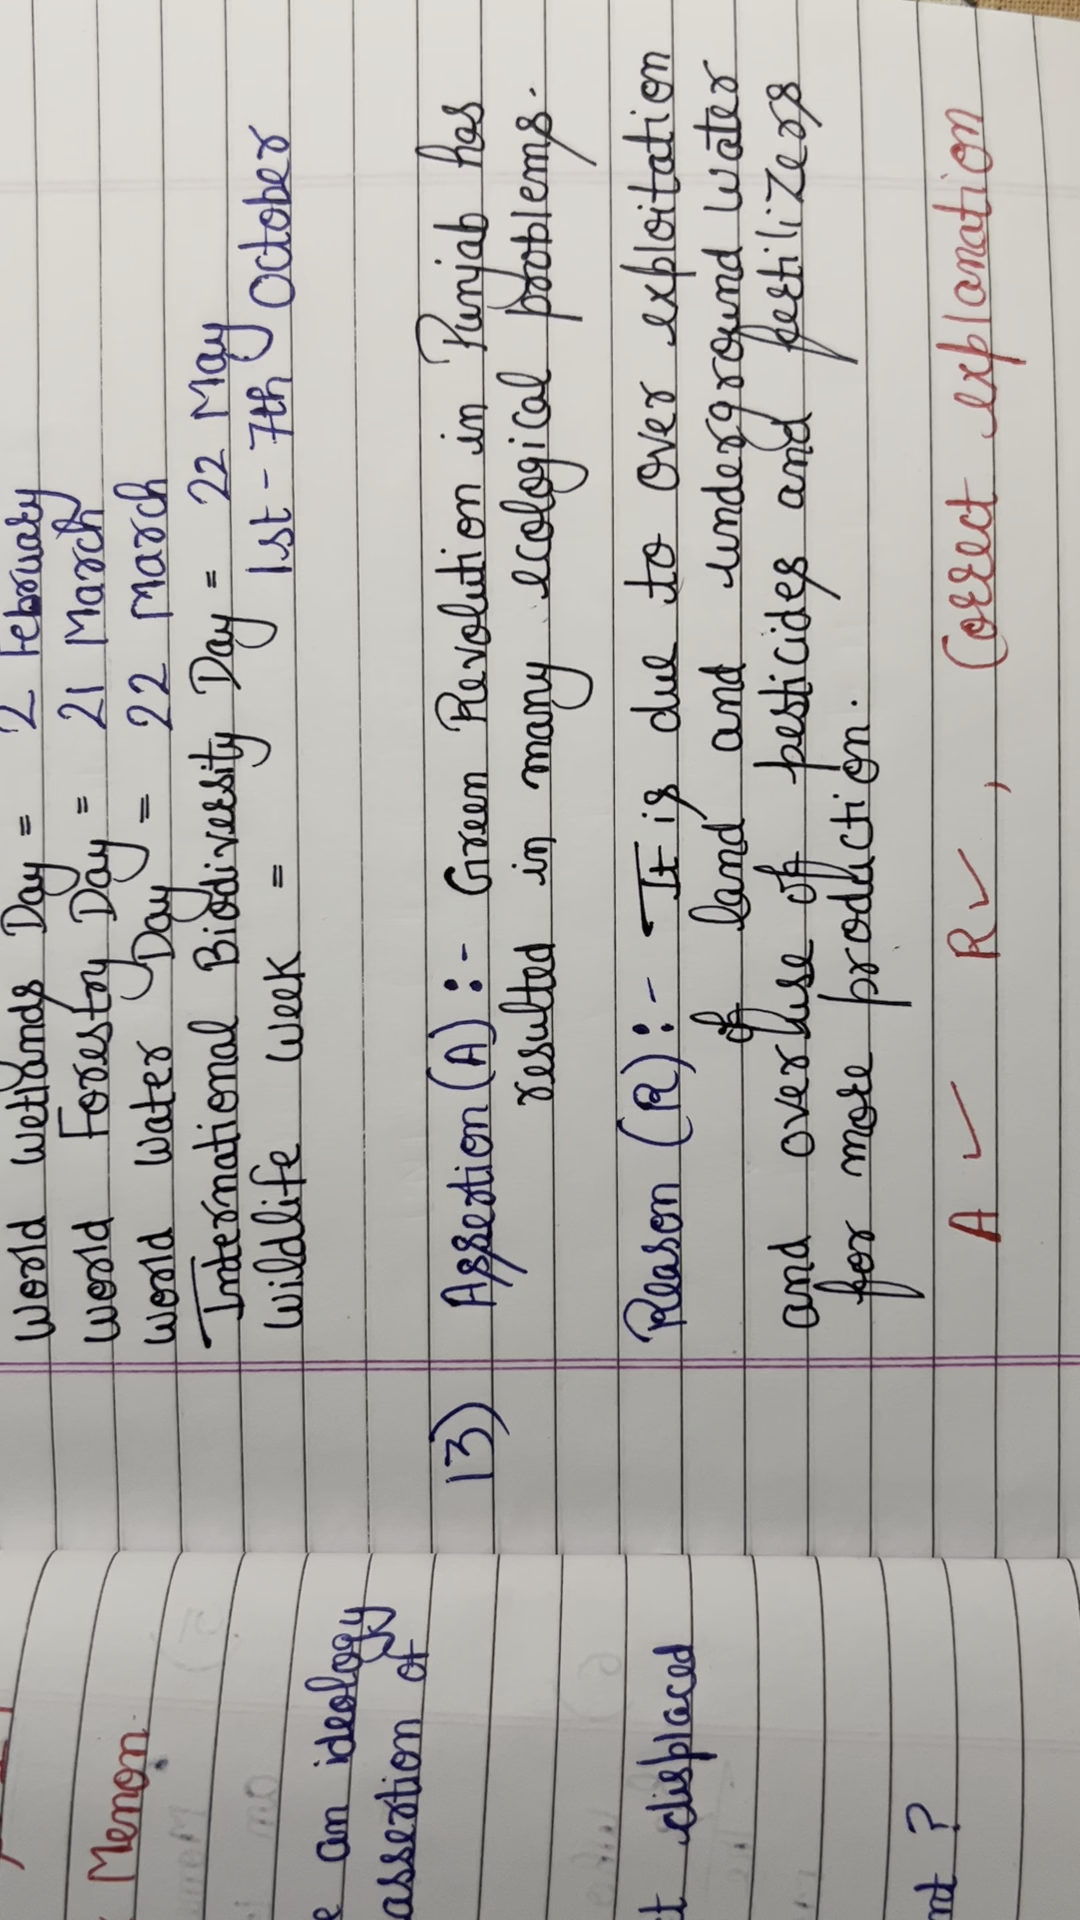 World Wetlands Day = 2 February
World Forestry Day = 21 March
World Water Day = 22 March
International Biodiversity Day = 22 May
Wildlife Week = 1st - 7th October
13) Assertion (A) :- Green Revolution in Punjab has
resulted in many ecological problems.
Reason (R) :- It is due to over exploitation
of land and underground water
and overuse of pesticides and fertilizers
for more production.
A ✓ R ✓ , Correct explanation
Menon
an ideology
assertion of
displaced
?